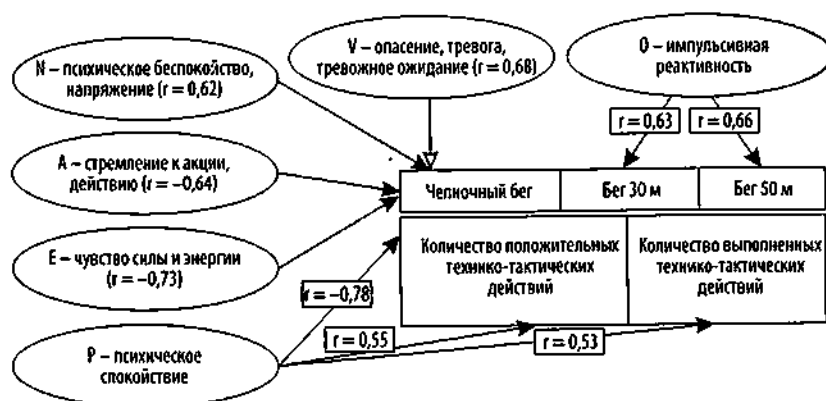 N – психическое беспокойство,
напряжение (r = 0,62)
V – опасение, тревога,
тревожное ожидание (r = 0,68)
O – импульсивная
реактивность
r = 0,63
r = 0,66
A – стремление к акции,
действию (r = –0,64)
Челночный бег
Бег 30 м
Бег 50 м
E – чувство силы и энергии
(r = –0,73)
Количество положительных
технико-тактических
действий
Количество выполненных
технико-тактических
действий
r = –0,78
P – психическое
спокойствие
r = 0,55
r = 0,53